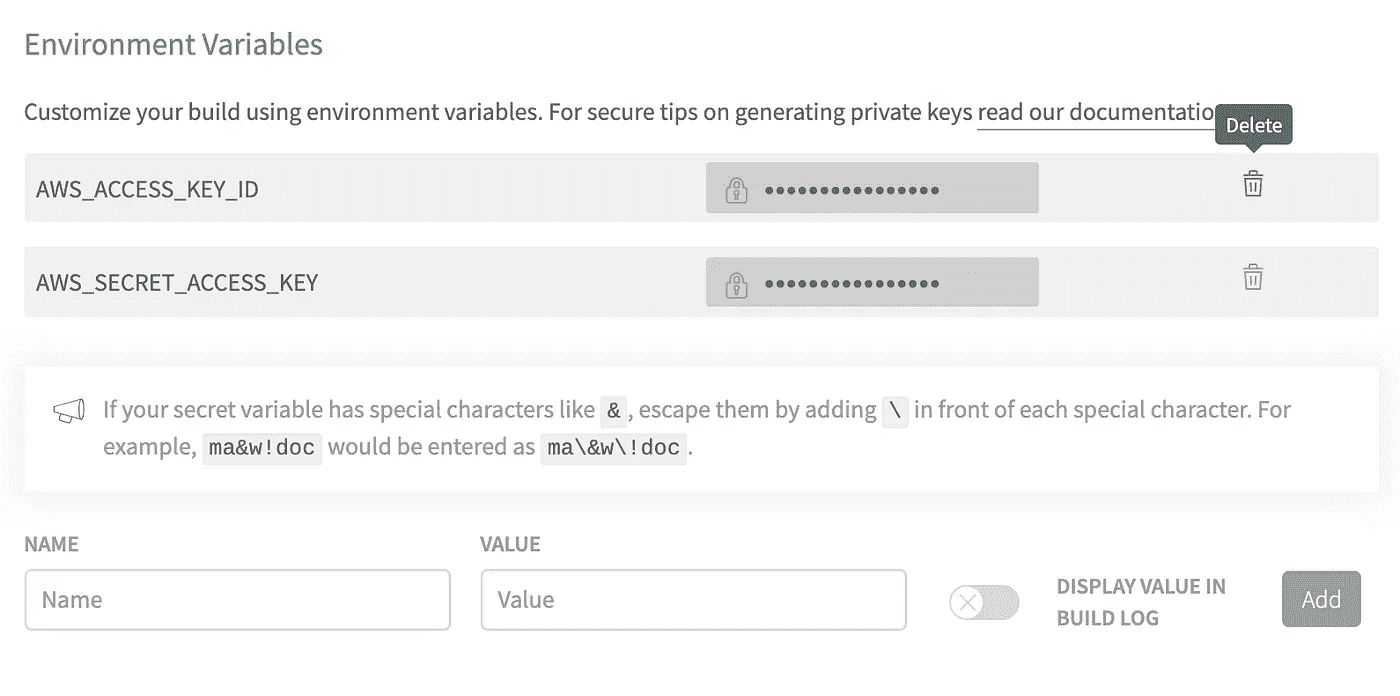 Environment Variables
Customize your build using environment variables. For secure tips on generating private keys read our documentatio
Delete
AWS_ACCESS_KEY_ID ••••••••••••••••
AWS_SECRET_ACCESS_KEY ••••••••••••••••
If your secret variable has special characters like &, escape them by adding \ in front of each special character. For
example, ma&w!doc would be entered as ma\&w\!doc.
NAME VALUE
Name Value DISPLAY VALUE IN
BUILD LOG Add